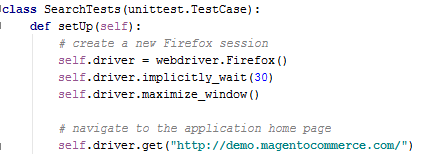 class SearchTests(unittest.TestCase):
def setUp(self):
# create a new Firefox session
self.driver = webdriver.Firefox()
self.driver.implicitly_wait(30)
self.driver.maximize_window()
# navigate to the application home page
self.driver.get("http://demo.magentocommerce.com/")